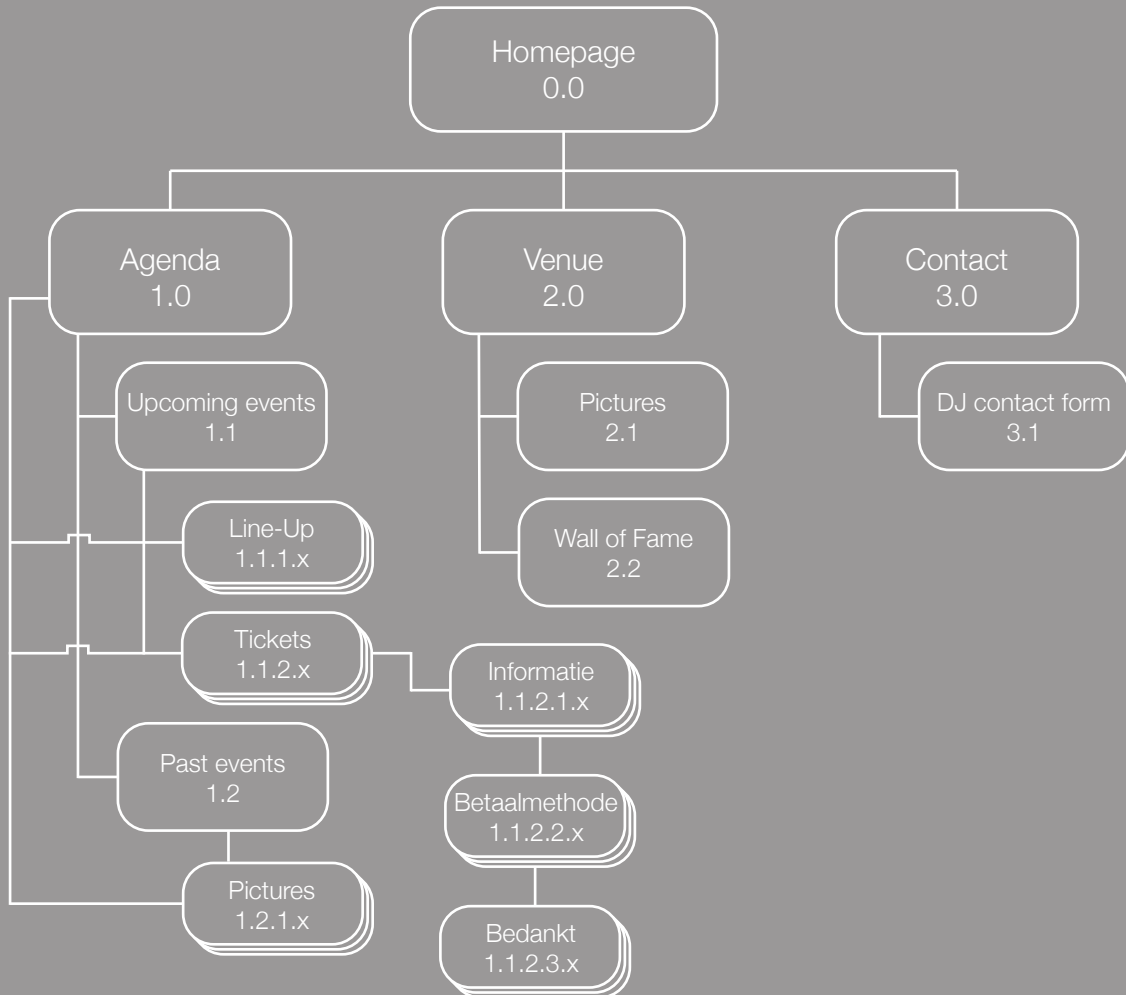 Homepage
0.0
Agenda
1.0
Venue
2.0
Contact
3.0
Upcoming events
1.1
Pictures
2.1
DJ contact form
3.1
Line-Up
1.1.1.x
Wall of Fame
2.2
Tickets
1.1.2.x
Informatie
1.1.2.1.x
Past events
1.2
Betaalmethode
1.1.2.2.x
Pictures
1.2.1.x
Bedankt
1.1.2.3.x